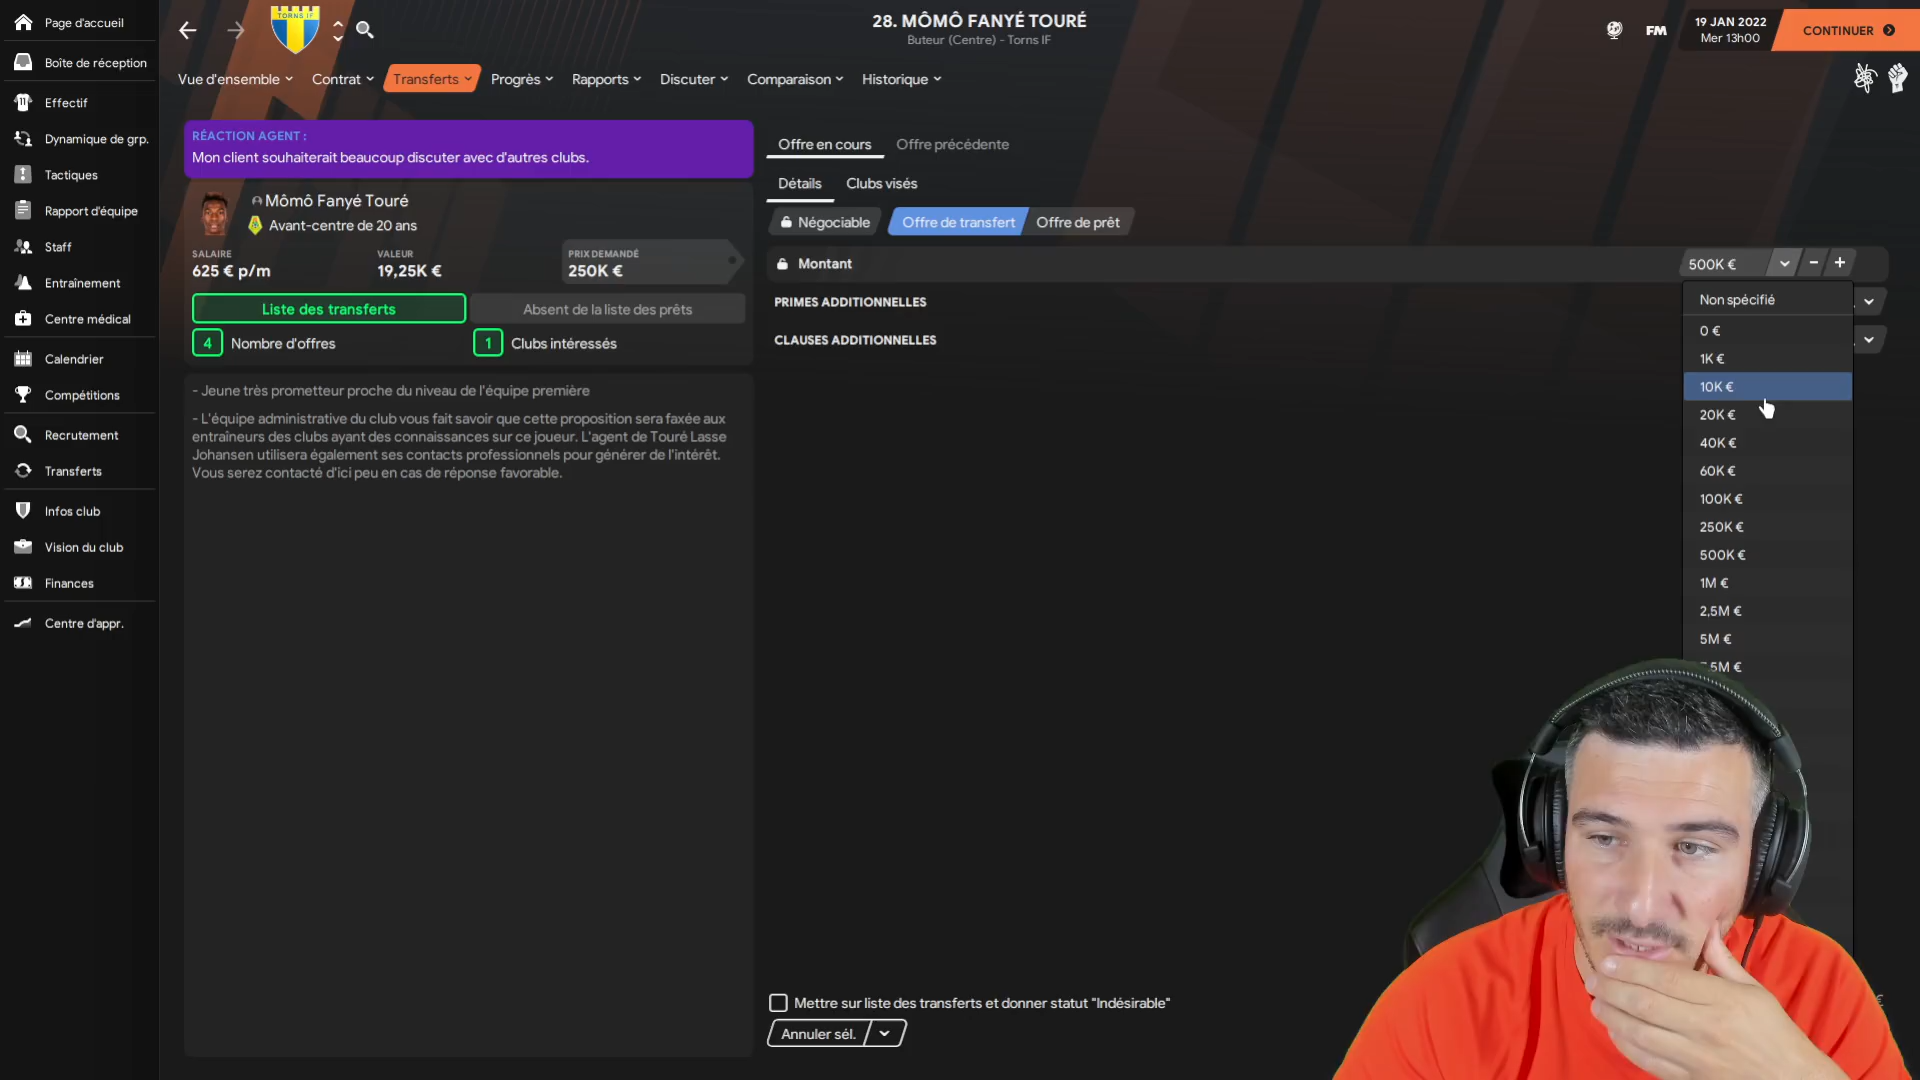 Page d'accueil
Boîte de réception
Effectif
Dynamique de grp.
Tactiques
Rapport d'équipe
Staff
Entraînement
Centre médical
Calendrier
Compétitions
Recrutement
Transferts
Infos club
Vision du club
Finances
Centre d'appr.
TORNS IF
28. MÔMÔ FANYÉ TOURÉ
Buteur (Centre) - Torns IF
FM
19 JAN 2022
Mer 13h00
CONTINUER
Vue d'ensemble
Contrat
Transferts
Progrès
Rapports
Discuter
Comparaison
Historique
RÉACTION AGENT :
Mon client souhaiterait beaucoup discuter avec d'autres clubs.
Mômô Fanyé Touré
Avant-centre de 20 ans
SALAIRE
625 € p/m
VALEUR
19,25K €
PRIX DEMANDÉ
250K €
Liste des transferts
Absent de la liste des prêts
4 Nombre d'offres
1 Clubs intéressés
- Jeune très prometteur proche du niveau de l'équipe première
- L'équipe administrative du club vous fait savoir que cette proposition sera faxée aux
entraîneurs des clubs ayant des connaissances sur ce joueur. L'agent de Touré Lasse
Johansen utilisera également ses contacts professionnels pour générer de l'intérêt.
Vous serez contacté d'ici peu en cas de réponse favorable.
Offre en cours
Offre précédente
Détails
Clubs visés
Négociable
Offre de transfert
Offre de prêt
Montant
500K €
PRIMES ADDITIONNELLES
CLAUSES ADDITIONNELLES
Non spécifié
0 €
1K €
10K €
20K €
40K €
60K €
100K €
250K €
500K €
1M €
2,5M €
5M €
5M €
Mettre sur liste des transferts et donner statut "Indésirable"
Annuler sél.